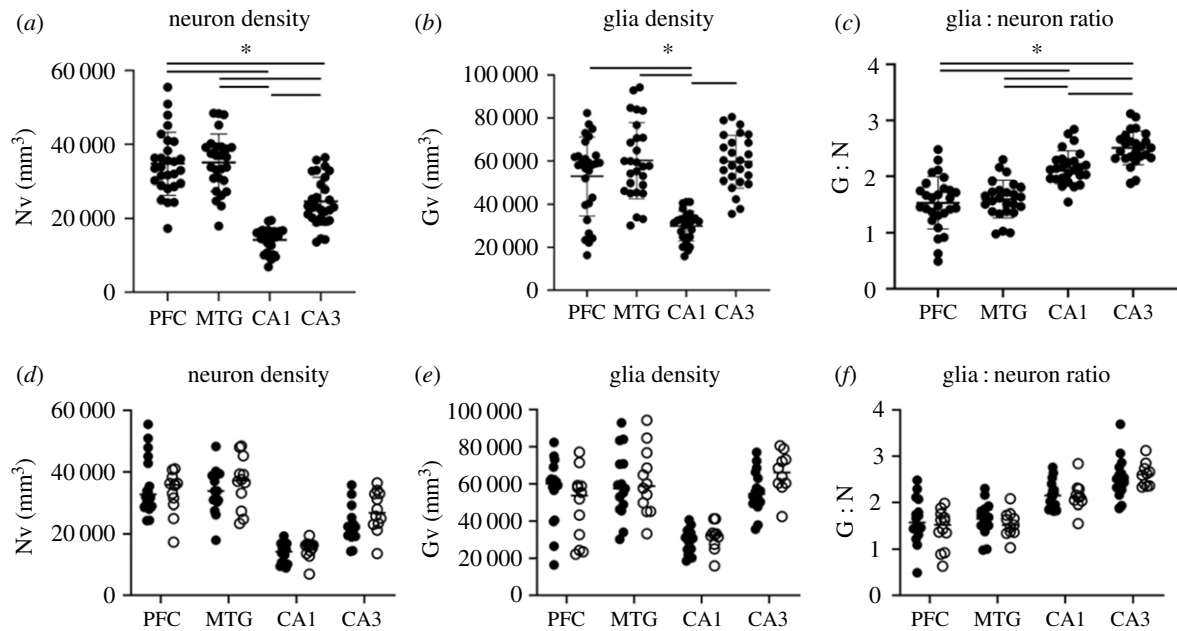 (a) neuron density
(b) glia density
(c) glia : neuron ratio
*
*
*
60 000
40 000
20 000
0
Nv (mm3)
PFC MTG CA1 CA3
100 000
80 000
60 000
40 000
20 000
0
Gv (mm3)
PFC MTG CA1 CA3
4
3
2
1
0
G : N
PFC MTG CA1 CA3
(d) neuron density
(e) glia density
(f) glia : neuron ratio
60 000
40 000
20 000
0
Nv (mm3)
PFC MTG CA1 CA3
100 000
80 000
60 000
40 000
20 000
0
Gv (mm3)
PFC MTG CA1 CA3
4
3
2
1
0
G : N
PFC MTG CA1 CA3